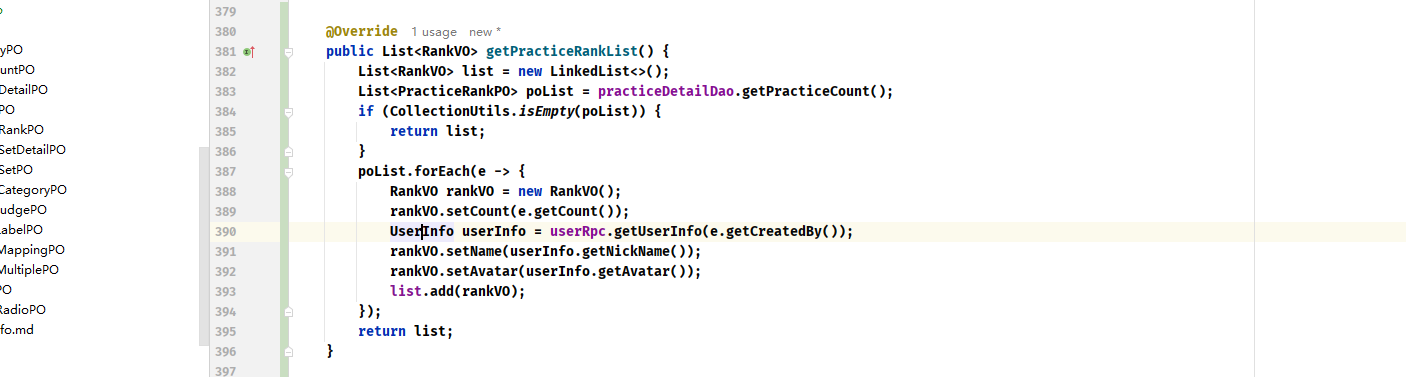 yPO
untPO
DetailPO
PO
RankPO
SetDetailPO
SetPO
CategoryPO
udgePO
LabelPO
MappingPO
MultiplePO
PO
RadioPO
fo.md
379
380 @Override 1 usage new *
381 public List<RankVO> getPracticeRankList() {
382 List<RankVO> list = new LinkedList<>();
383 List<PracticeRankPO> poList = practiceDetailDao.getPracticeCount();
384 if (CollectionUtils.isEmpty(poList)) {
385 return list;
386 }
387 poList.forEach(e -> {
388 RankVO rankVO = new RankVO();
389 rankVO.setCount(e.getCount());
390 UserInfo userInfo = userRpc.getUserInfo(e.getCreatedBy());
391 rankVO.setName(userInfo.getNickName());
392 rankVO.setAvatar(userInfo.getAvatar());
393 list.add(rankVO);
394 });
395 return list;
396 }
397